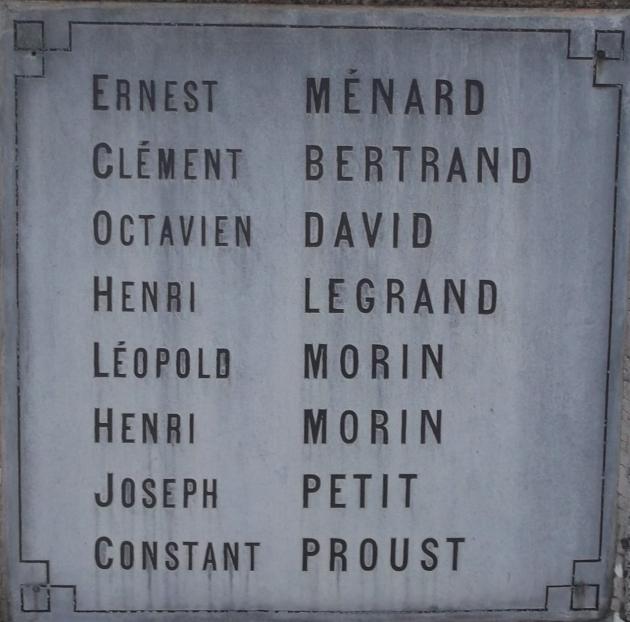 ERNEST MÉNARD
CLÉMENT BERTRAND
OCTAVIEN DAVID
HENRI LEGRAND
LÉOPOLD MORIN
HENRI MORIN
JOSEPH PETIT
CONSTANT PROUST